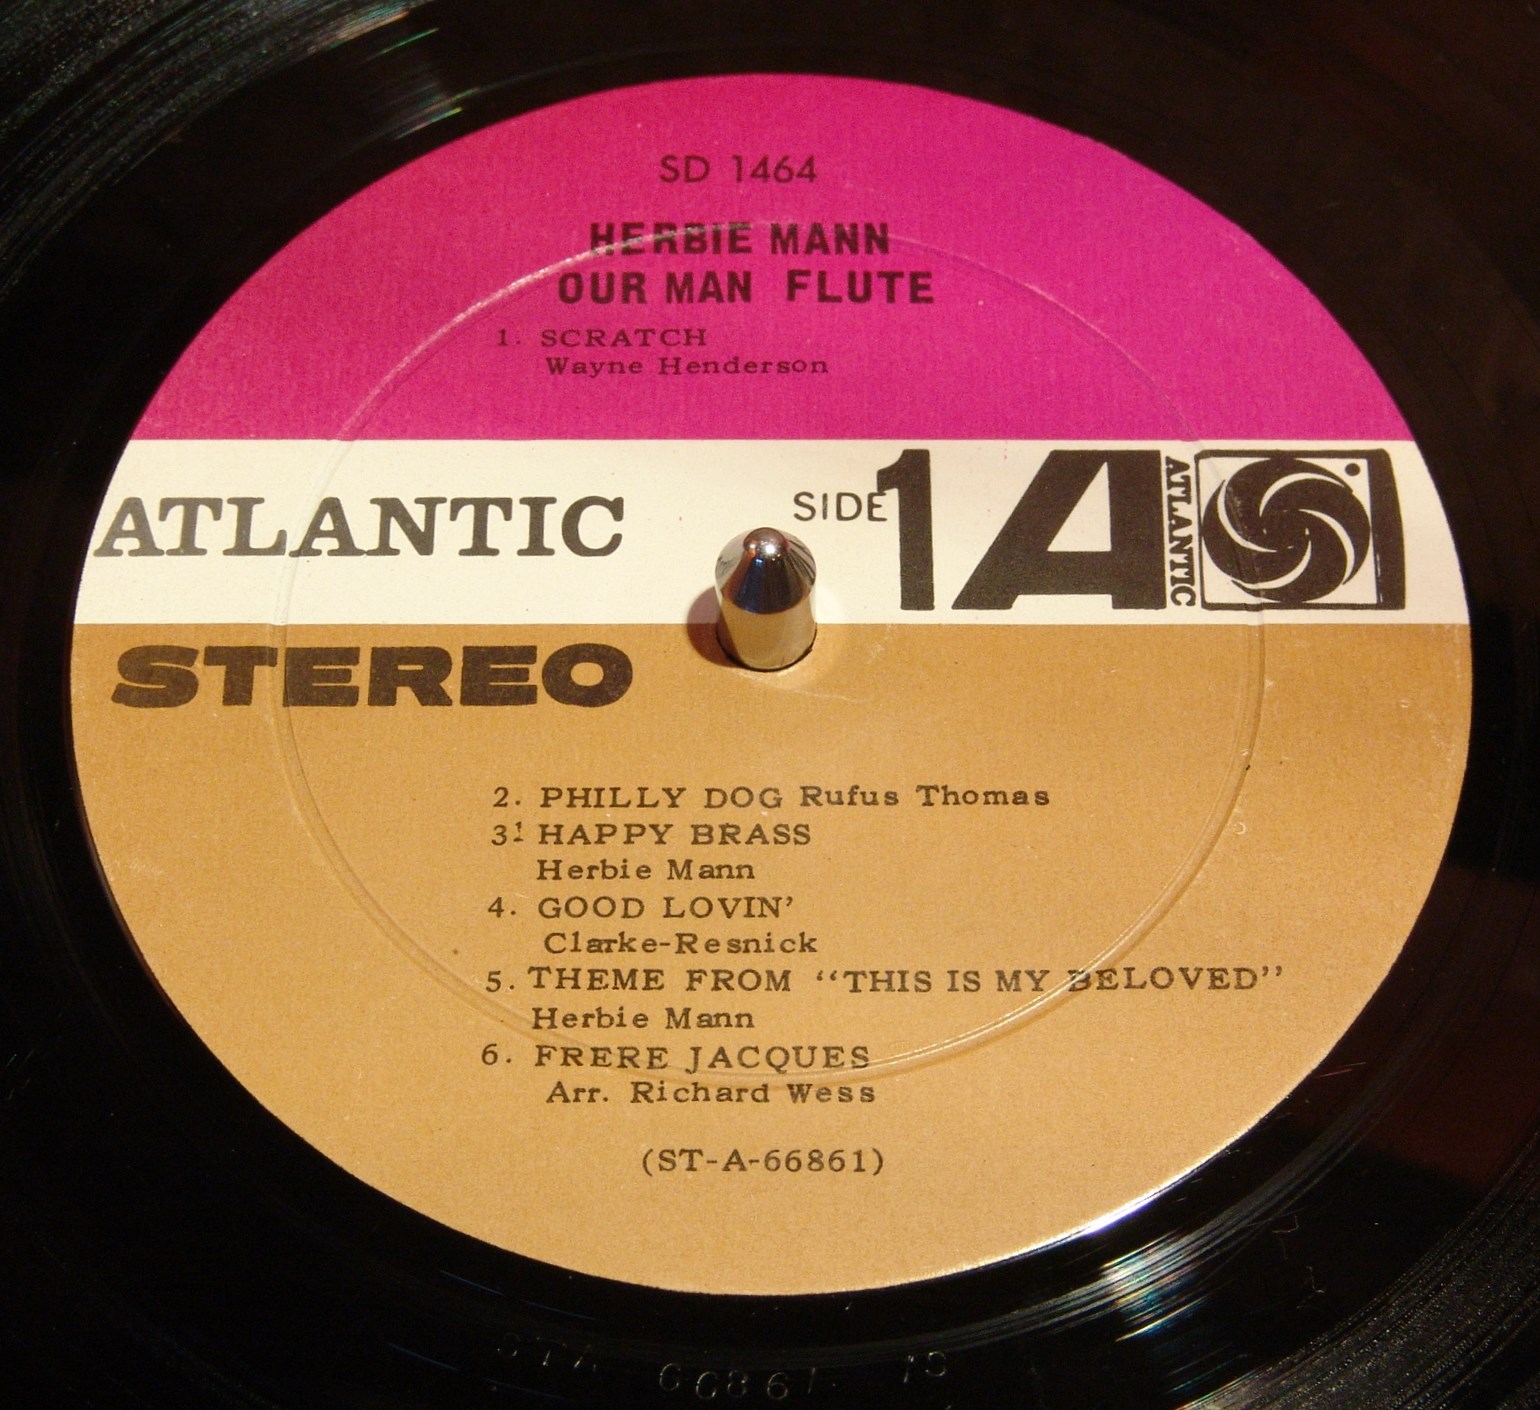 SD 1464
HERBIE MANN
OUR MAN FLUTE
1. SCRATCH
Wayne Henderson
ATLANTIC
SIDE 1
A
ATLANTIC
STEREO
2. PHILLY DOG Rufus Thomas
3. HAPPY BRASS
Herbie Mann
4. GOOD LOVIN’
Clarke-Resnick
5. THEME FROM “THIS IS MY BELOVED”
Herbie Mann
6. FRERE JACQUES
Arr. Richard Wess
(ST-A-66861)